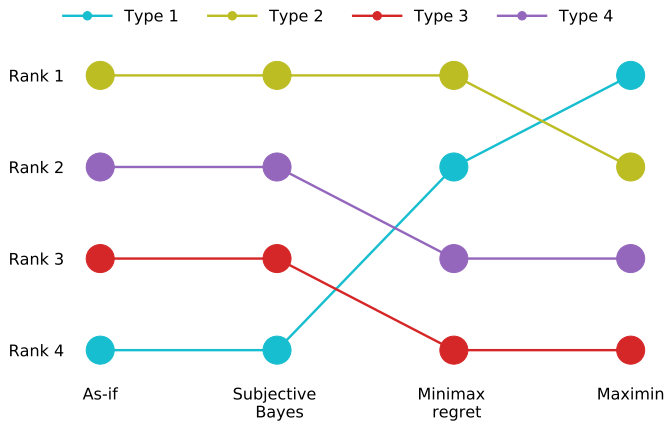 Type 1 Type 2 Type 3 Type 4
Rank 1
Rank 2
Rank 3
Rank 4
As-if Subjective Minimax Maximin
Bayes regret